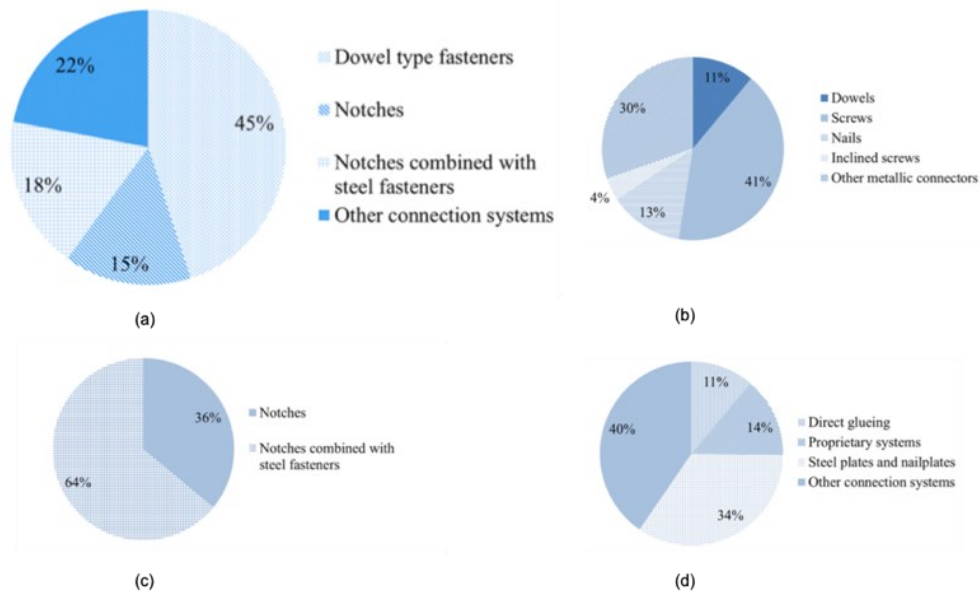 22%
45%
18%
15%
Dowel type fasteners
Notches
Notches combined with
steel fasteners
Other connection systems
(a)
11%
30%
41%
4%
13%
Dowels
Screws
Nails
Inclined screws
Other metallic connectors
(b)
36%
64%
Notches
Notches combined with
steel fasteners
(c)
11%
40%
14%
34%
Direct glueing
Proprietary systems
Steel plates and nailplates
Other connection systems
(d)